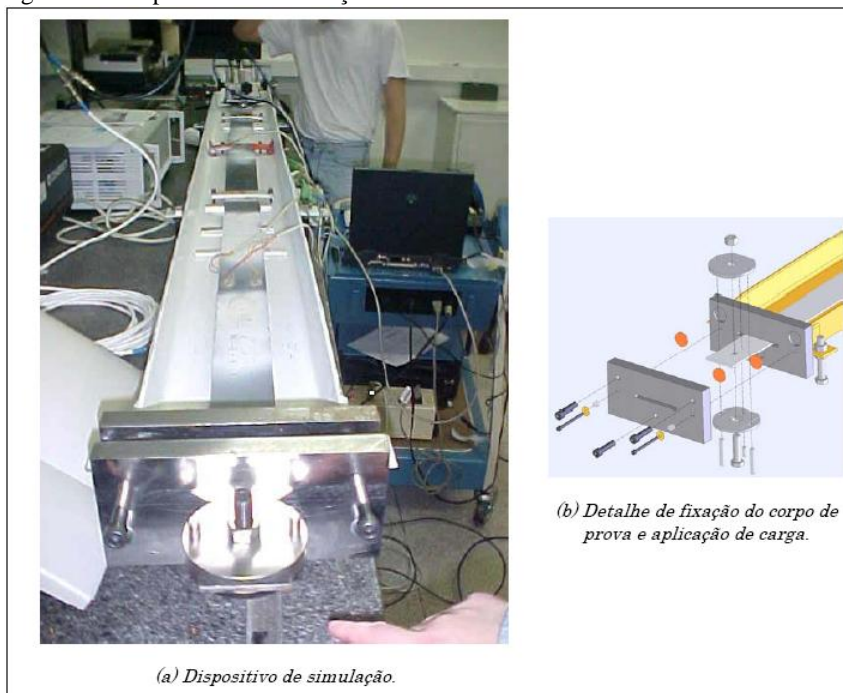 (a) Dispositivo de simulação.
(b) Detalhe de fixação do corpo de
prova e aplicação de carga.